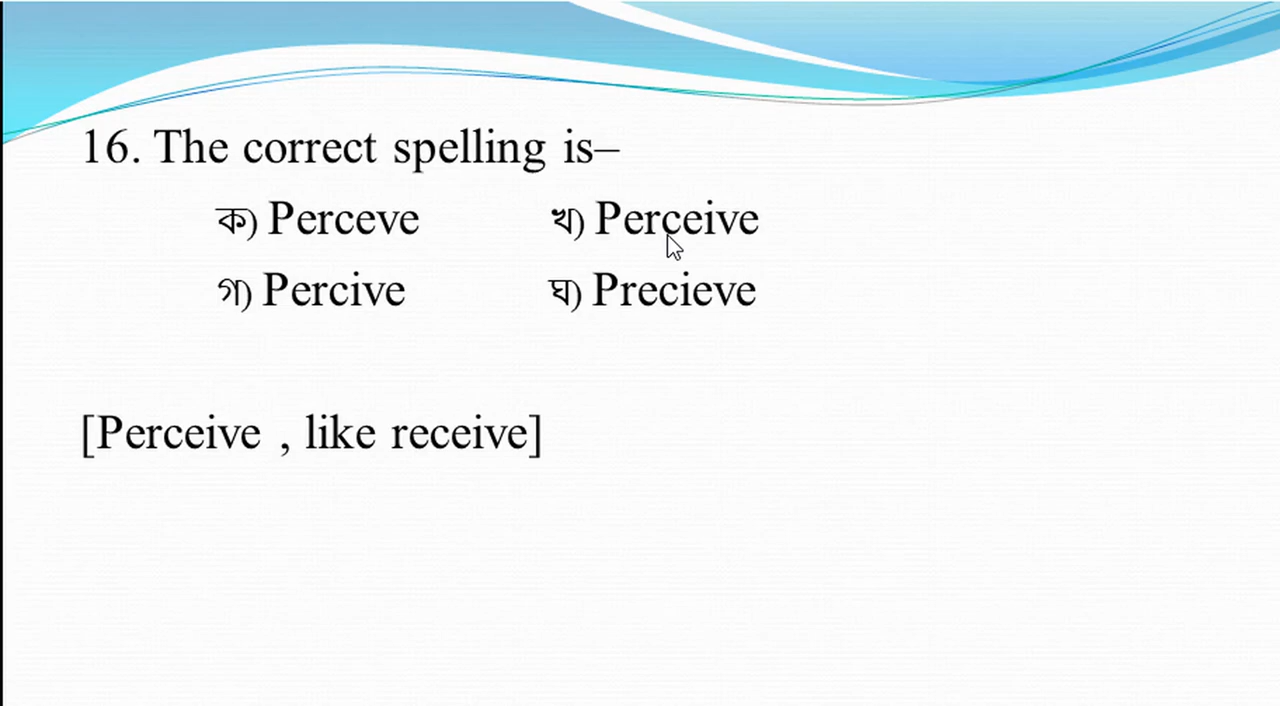 16. The correct spelling is–
ক) Perceve খ) Perceive
গ) Percive ঘ) Precieve
[Perceive , like receive]